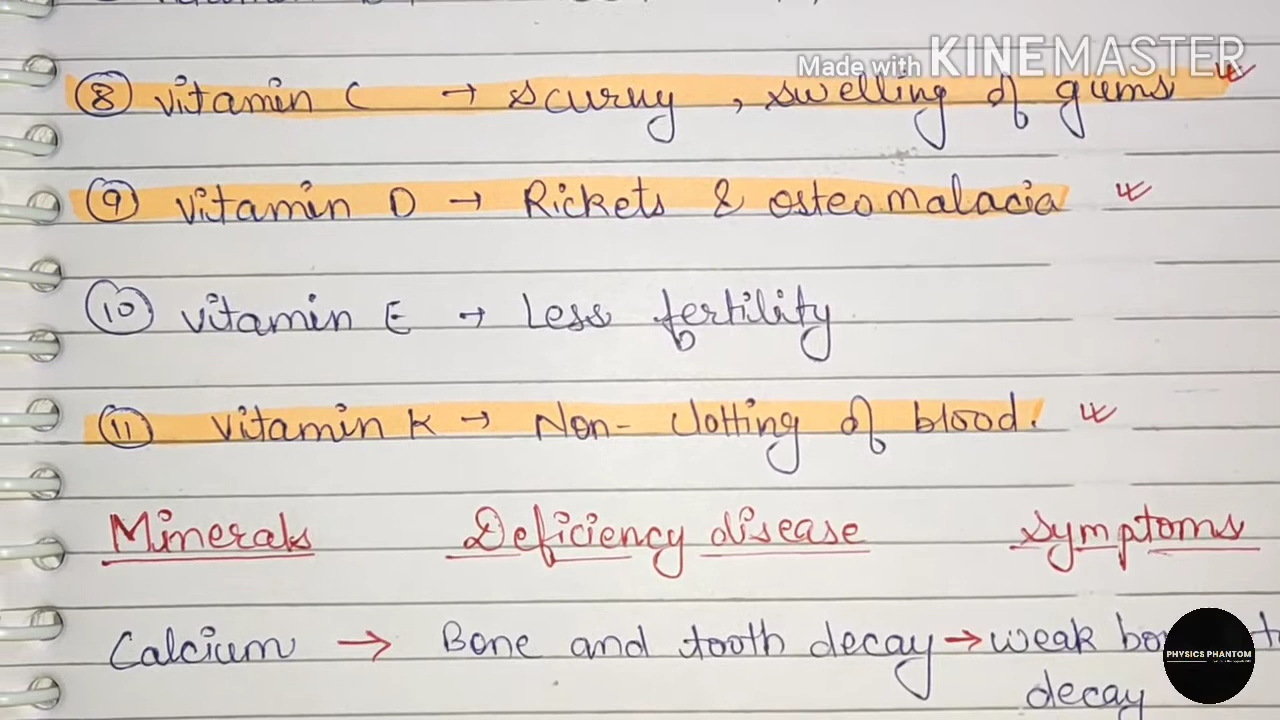 Made with KINEMASTER
⑧ vitamin C → scurvy, swelling of gums
⑨ vitamin D → Rickets & osteomalacia
⑩ vitamin E → Less fertility
⑪ vitamin K → Non-clotting of blood.
Minerals Deficiency disease Symptoms
Calcium → Bone and tooth decay → weak
decay
PHYSICS PHANTOM